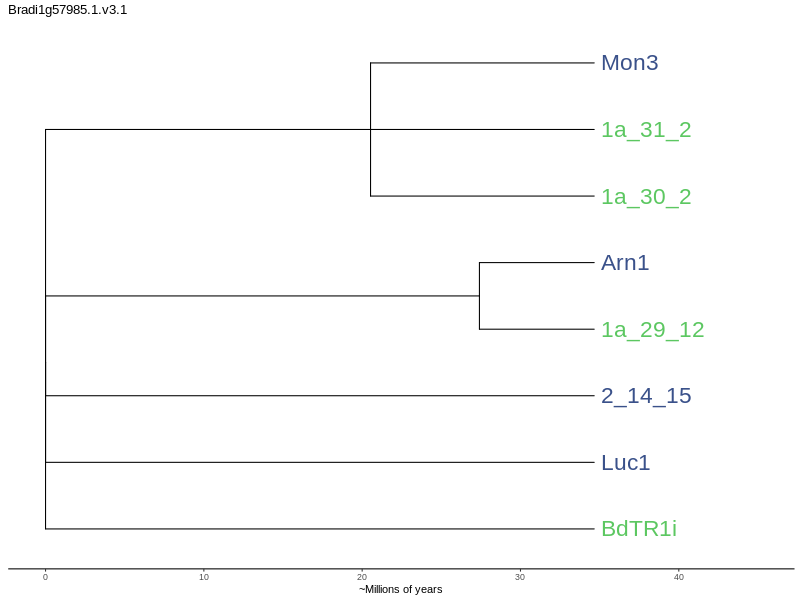 Bradi1g57985.1.v3.1
Mon3
1a_31_2
1a_30_2
Arn1
1a_29_12
2_14_15
Luc1
BdTR1i
0 10 20 30 40
~Millions of years